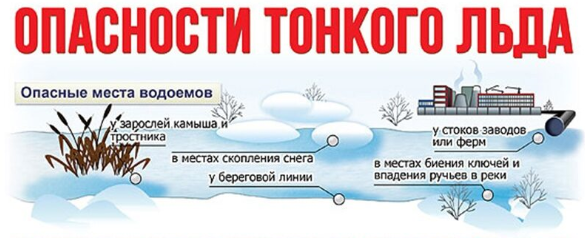 ОПАСНОСТИ ТОНКОГО ЛЬДА
Опасные места водоемов
у зарослей камыша и
тростника
в местах скопления снега
у береговой линии
у стоков заводов
или ферм
в местах биения ключей и
впадения ручьев в реки